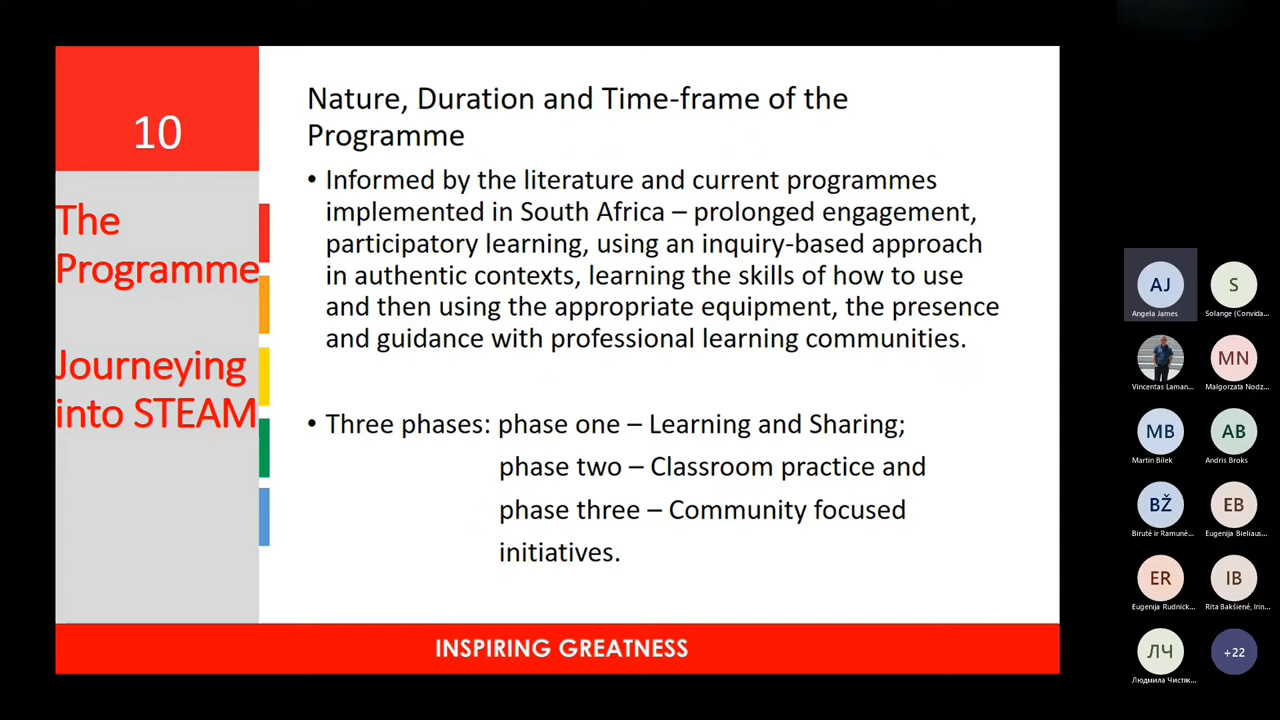 10
The
Programme
Journeying
into STEAM
Nature, Duration and Time-frame of the
Programme
• Informed by the literature and current programmes
implemented in South Africa – prolonged engagement,
participatory learning, using an inquiry-based approach
in authentic contexts, learning the skills of how to use
and then using the appropriate equipment, the presence
and guidance with professional learning communities.
• Three phases: phase one – Learning and Sharing;
phase two – Classroom practice and
phase three – Community focused
initiatives.
INSPIRING GREATNESS
AJ
Angela James
S
Solange (Convida...
Vincentas Laman...
MN
Małgorzata Nodz...
MB
Martin Bílek
AB
Andris Broks
BŽ
Birutė ir Ramunė...
EB
Eugenija Bieliaus...
ER
Eugenija Rudnick...
IB
Rita Bakšienė, Irin...
ЛЧ
Людмила Чистяк...
+22